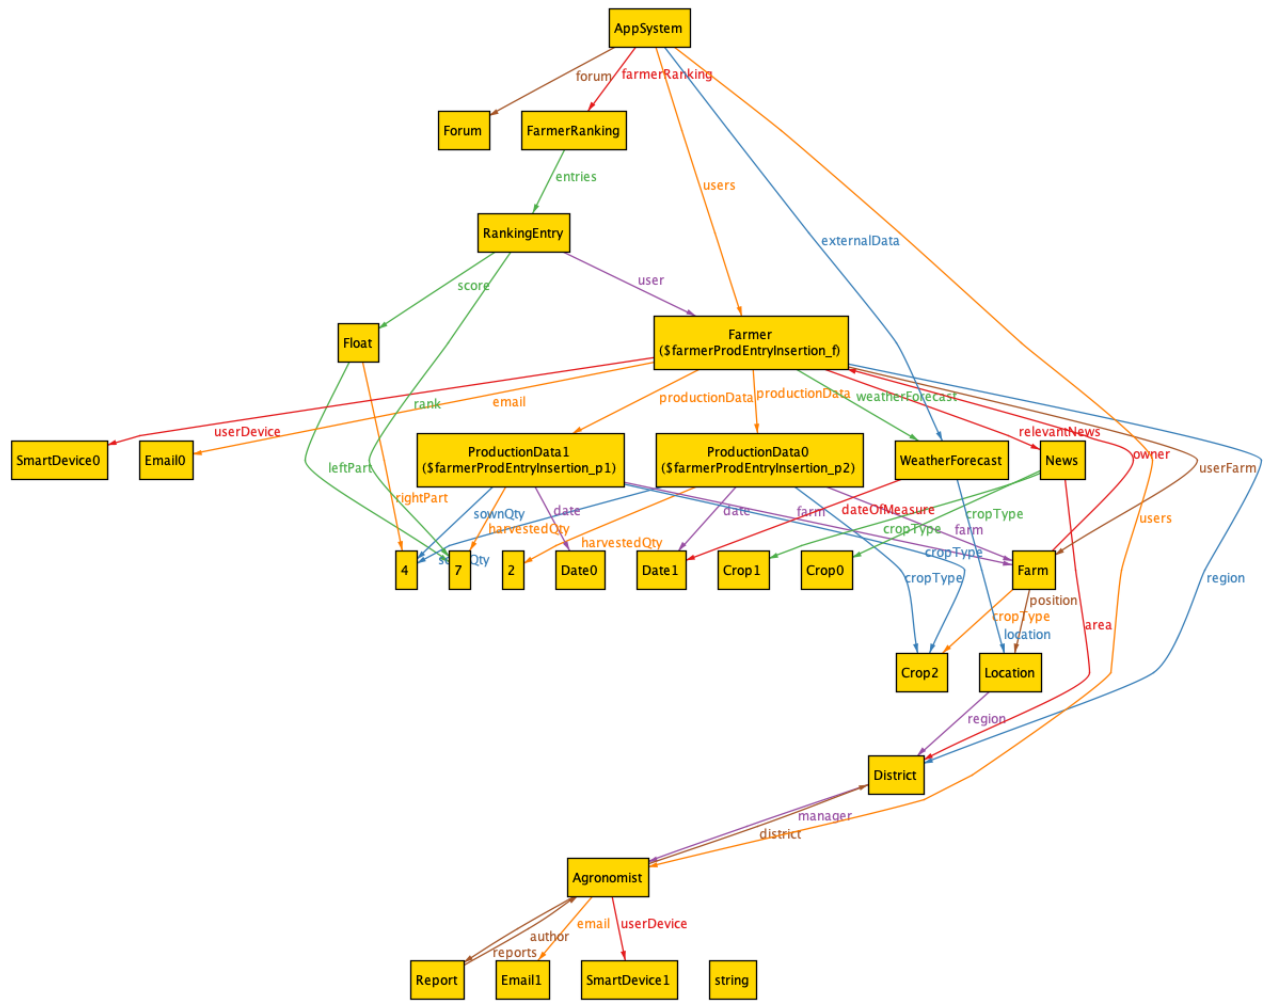 AppSystem
forum
farmerRanking
Forum
FarmerRanking
entries
users
RankingEntry
externalData
score
user
Float
Farmer
($farmerProdEntryInsertion_f)
rank
email
productionData
productionData
weatherForecast
userDevice
relevantNews
SmartDevice0
Email0
ProductionData1
($farmerProdEntryInsertion_p1)
ProductionData0
($farmerProdEntryInsertion_p2)
WeatherForecast
News
owner
userFarm
leftPart
rightPart
sownQty
date
date
dateOfMeasure
farm
cropType
users
harvestedQty
harvestedQty
cropType
farm
cropType
4
7
2
Date0
Date1
Crop1
Crop0
cropType
Farm
region
position
cropType
area
location
Crop2
Location
region
District
manager
district
Agronomist
email
userDevice
author
reports
Report
Email1
SmartDevice1
string